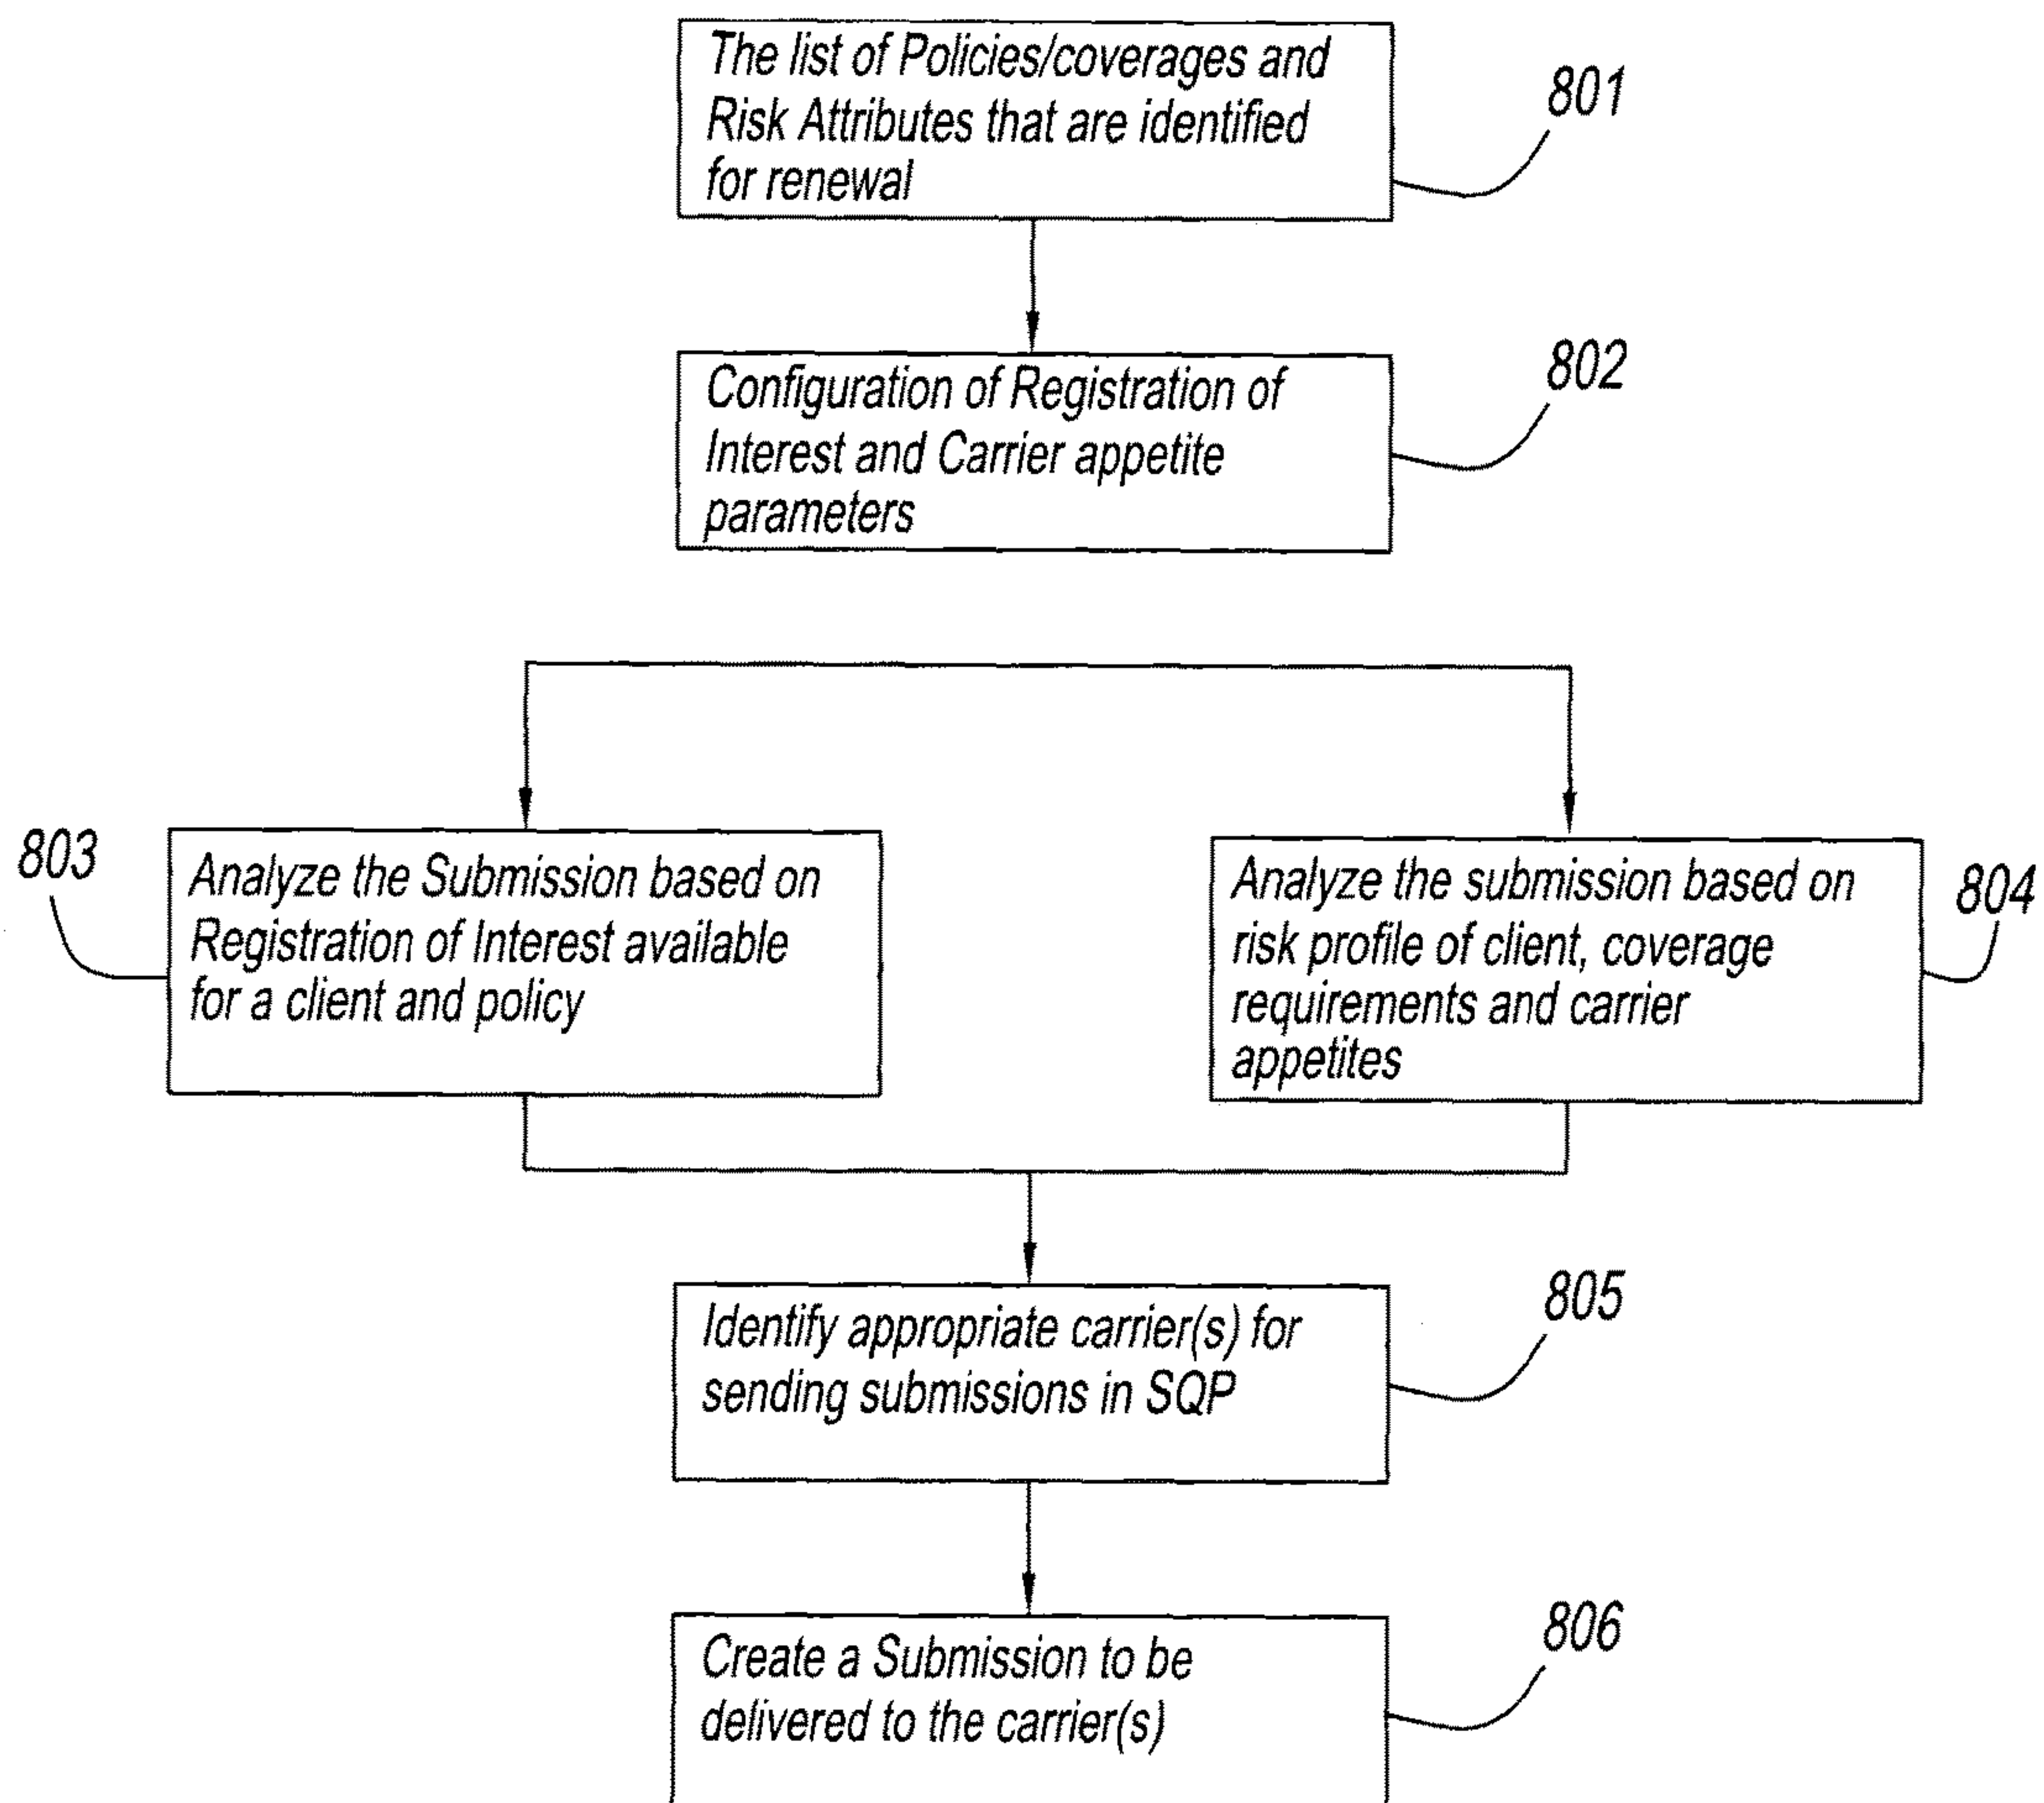 The list of Policies/coverages and
Risk Attributes that are identified
for renewal
801
Configuration of Registration of
Interest and Carrier appetite
parameters
802
803
Analyze the Submission based on
Registration of Interest available
for a client and policy
Analyze the submission based on
risk profile of client, coverage
requirements and carrier
appetites
804
Identify appropriate carrier(s) for
sending submissions in SQP
805
Create a Submission to be
delivered to the carrier(s)
806